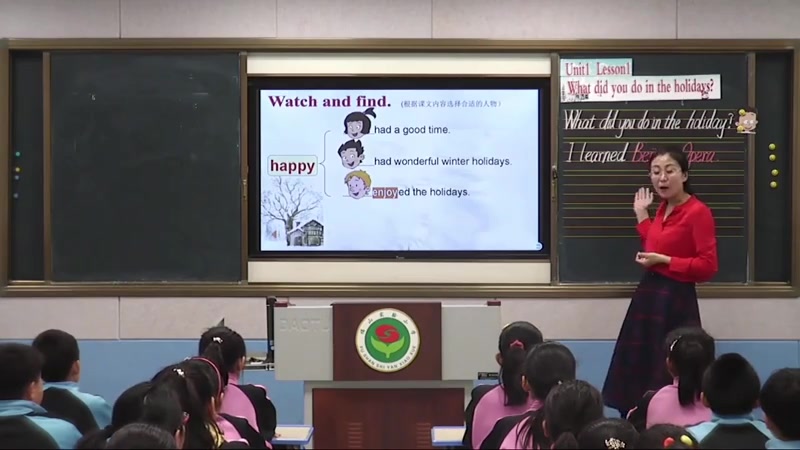 Watch and find. (根据课文内容选择合适的人物)
happy
had a good time.
had wonderful winter holidays.
enjoyed the holidays.
Unit1 Lesson1
What did you do in the holidays?
What did you do in the holiday?
I learned Opera.